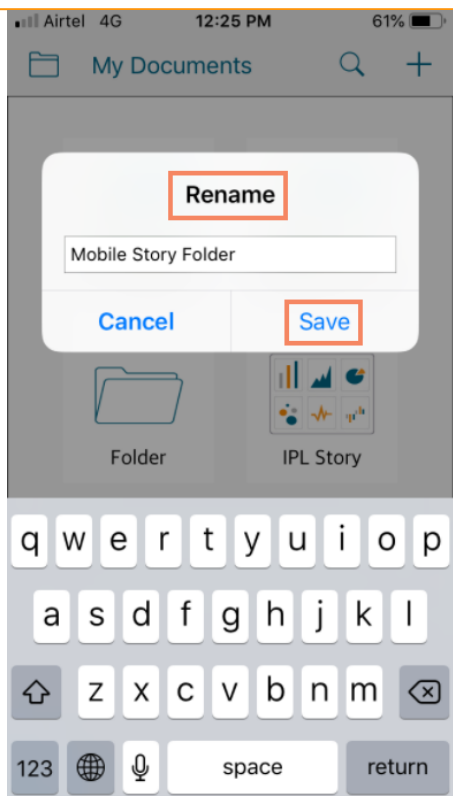 Airtel 4G 12:25 PM 61%
My Documents
Rename
Mobile Story Folder
Cancel Save
Folder IPL Story
q w e r t y u i o p
a s d f g h j k l
z x c v b n m
123 space return